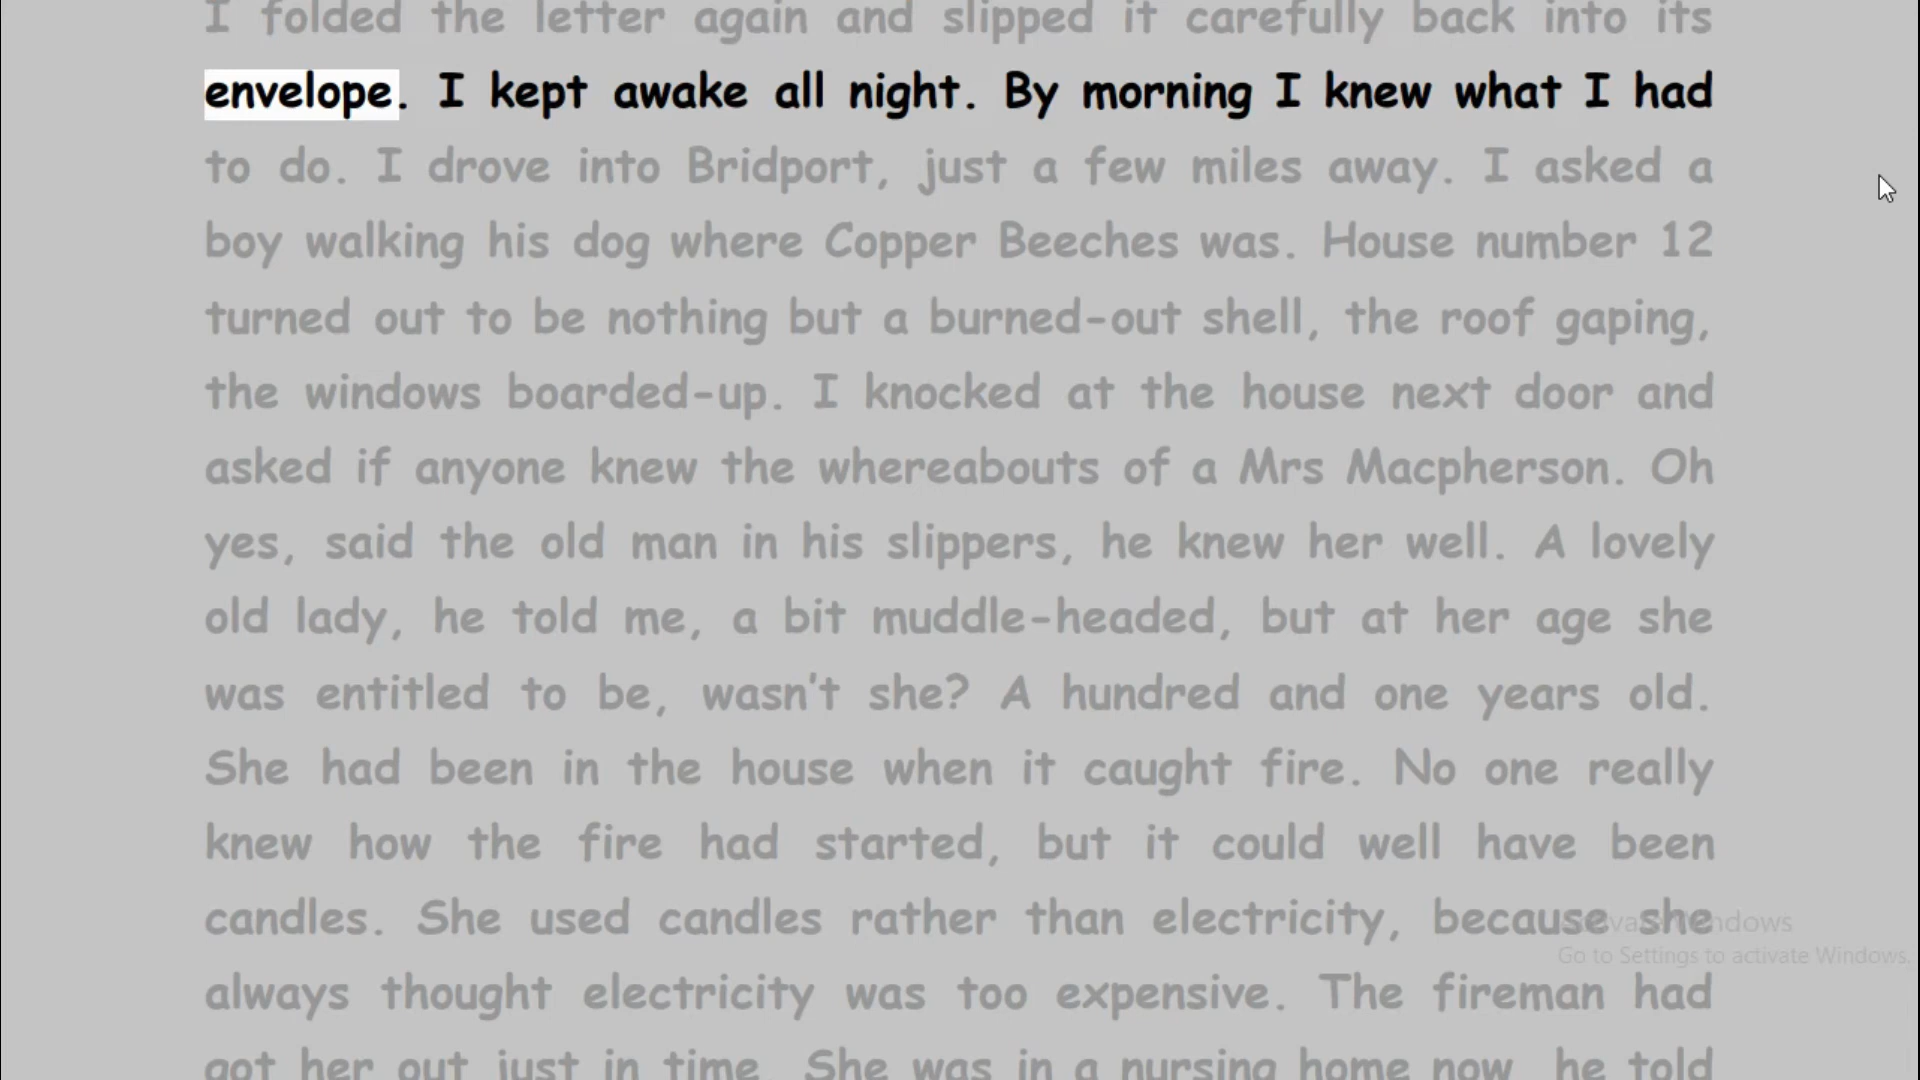 I folded the letter again and slipped it carefully back into its
envelope. I kept awake all night. By morning I knew what I had
to do. I drove into Bridport, just a few miles away. I asked a
boy walking his dog where Copper Beeches was. House number 12
turned out to be nothing but a burned-out shell, the roof gaping,
the windows boarded-up. I knocked at the house next door and
asked if anyone knew the whereabouts of a Mrs Macpherson. Oh
yes, said the old man in his slippers, he knew her well. A lovely
old lady, he told me, a bit muddle-headed, but at her age she
was entitled to be, wasn't she? A hundred and one years old.
She had been in the house when it caught fire. No one really
knew how the fire had started, but it could well have been
candles. She used candles rather than electricity, because she
always thought electricity was too expensive. The fireman had
got her out just in time. She was in a nursing home now, he told
Activate Windows
Go to Settings to activate Windows.